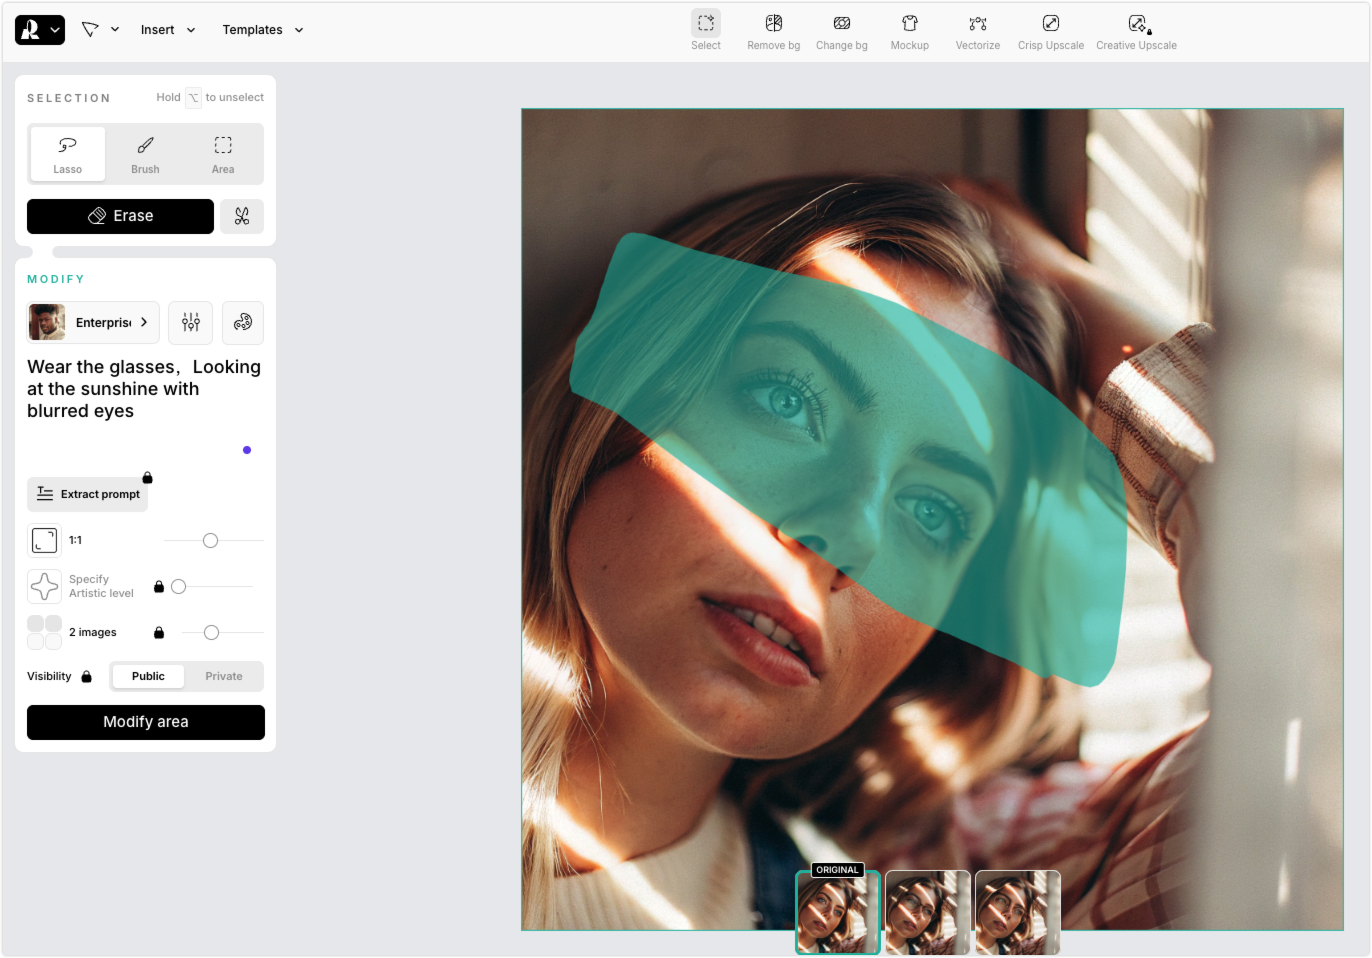 Insert
Templates
Select
Remove bg
Change bg
Mockup
Vectorize
Crisp Upscale
Creative Upscale
SELECTION
Hold ⌥ to unselect
Lasso
Brush
Area
Erase
MODIFY
Enterpris
Wear the glasses，Looking
at the sunshine with
blurred eyes
Extract prompt
1:1
Specify
Artistic level
2 images
Visibility
Public
Private
Modify area
ORIGINAL